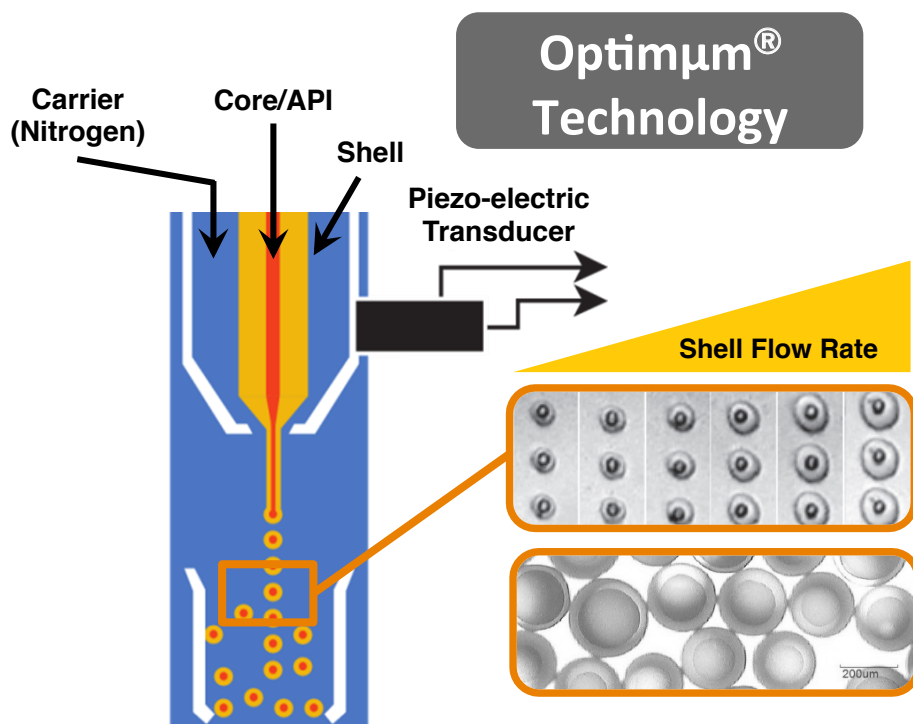 Optimµm®
Technology
Carrier
(Nitrogen)
Core/API
Shell
Piezo-electric
Transducer
Shell Flow Rate
200um